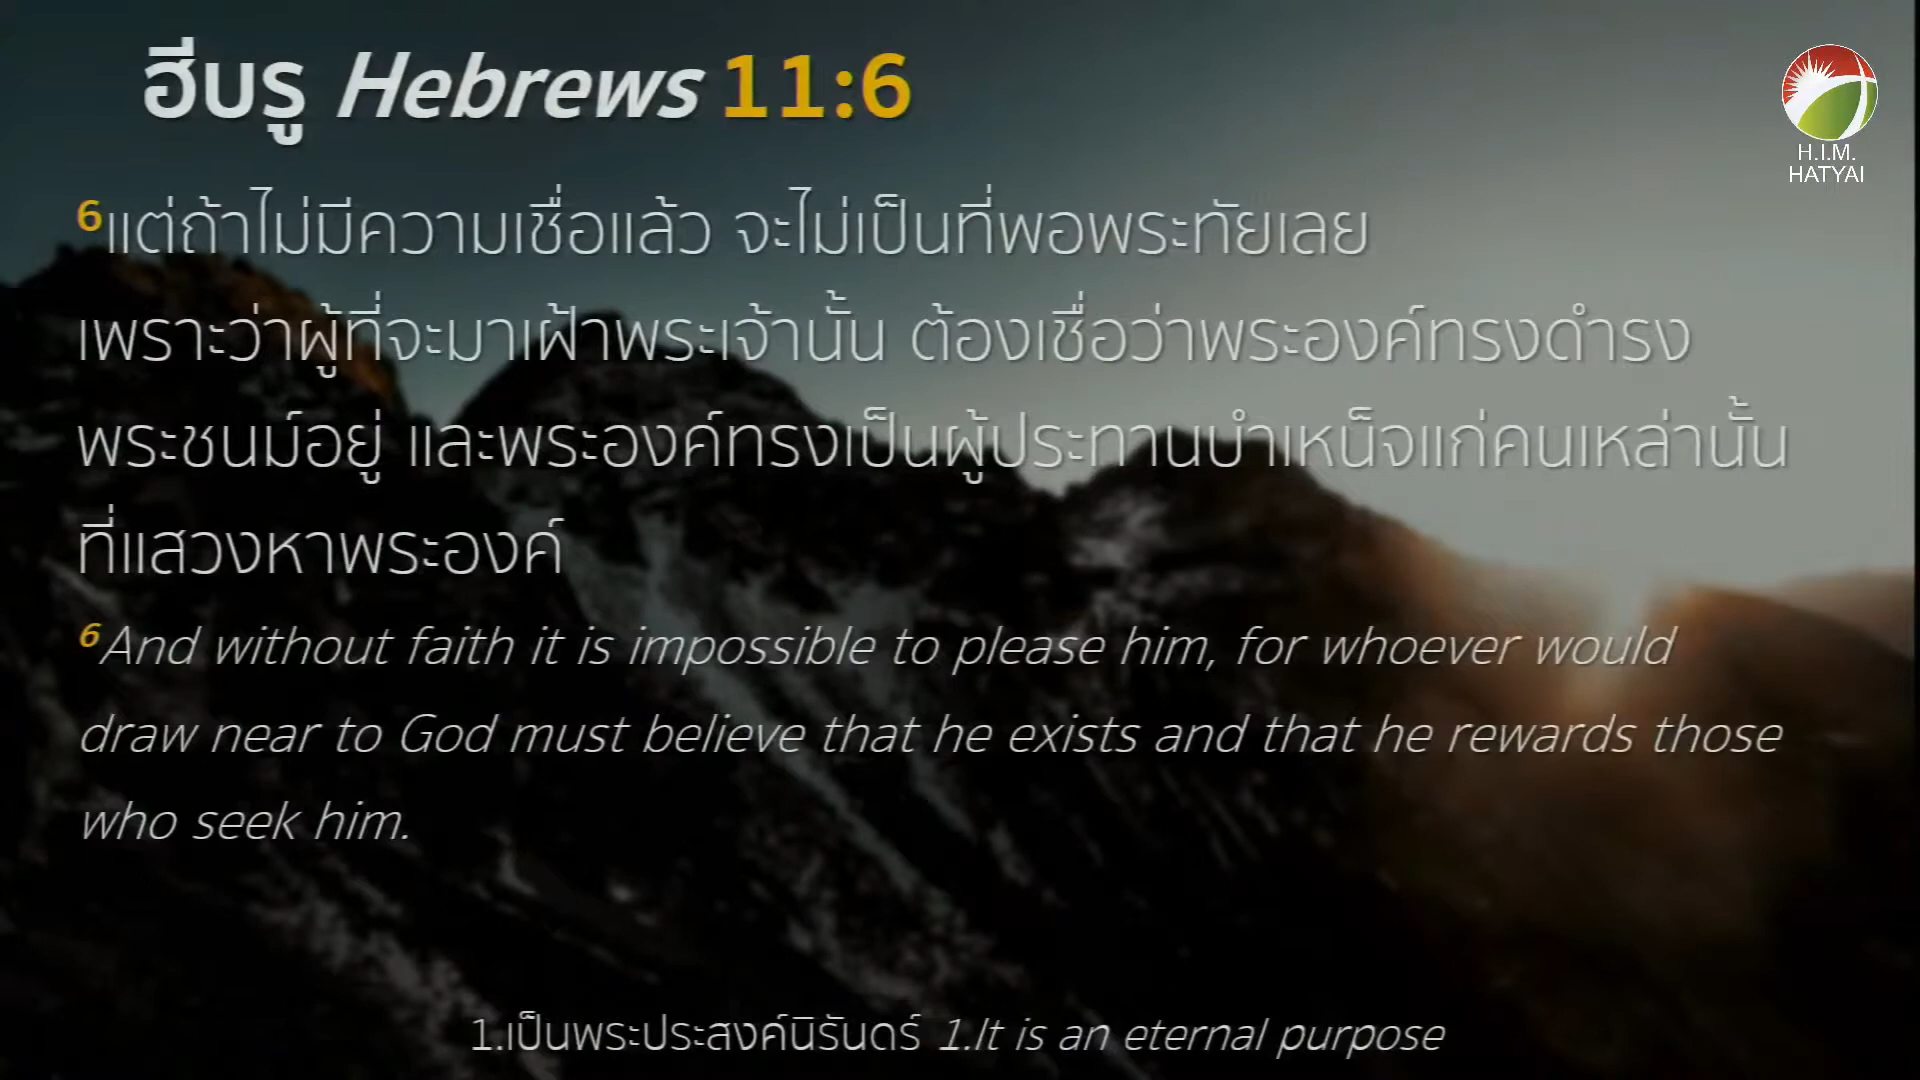 ฮีบรู Hebrews 11:6
H.I.M.
HATYAI
6แต่ถ้าไม่มีความเชื่อแล้ว จะไม่เป็นที่พอพระทัยเลย
เพราะว่าผู้ที่จะมาเฝ้าพระเจ้านั้น ต้องเชื่อว่าพระองค์ทรงดำรง
พระชนม์อยู่ และพระองค์ทรงเป็นผู้ประทานบำเหน็จแก่คนเหล่านั้น
ที่แสวงหาพระองค์
6And without faith it is impossible to please him, for whoever would
draw near to God must believe that he exists and that he rewards those
who seek him.
1.เป็นพระประสงค์นิรันดร์ 1.It is an eternal purpose